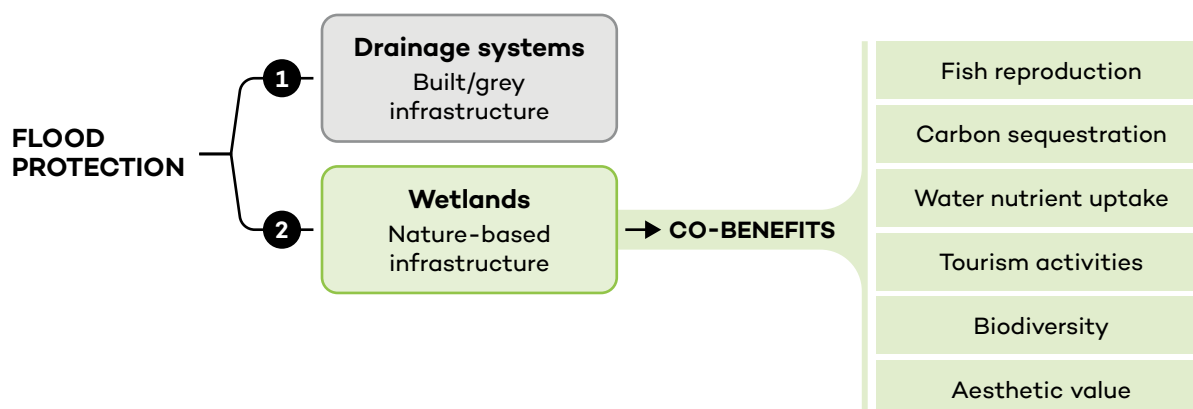 FLOOD
PROTECTION
1
Drainage systems
Built/grey
infrastructure
2
Wetlands
Nature-based
infrastructure
CO-BENEFITS
Fish reproduction
Carbon sequestration
Water nutrient uptake
Tourism activities
Biodiversity
Aesthetic value